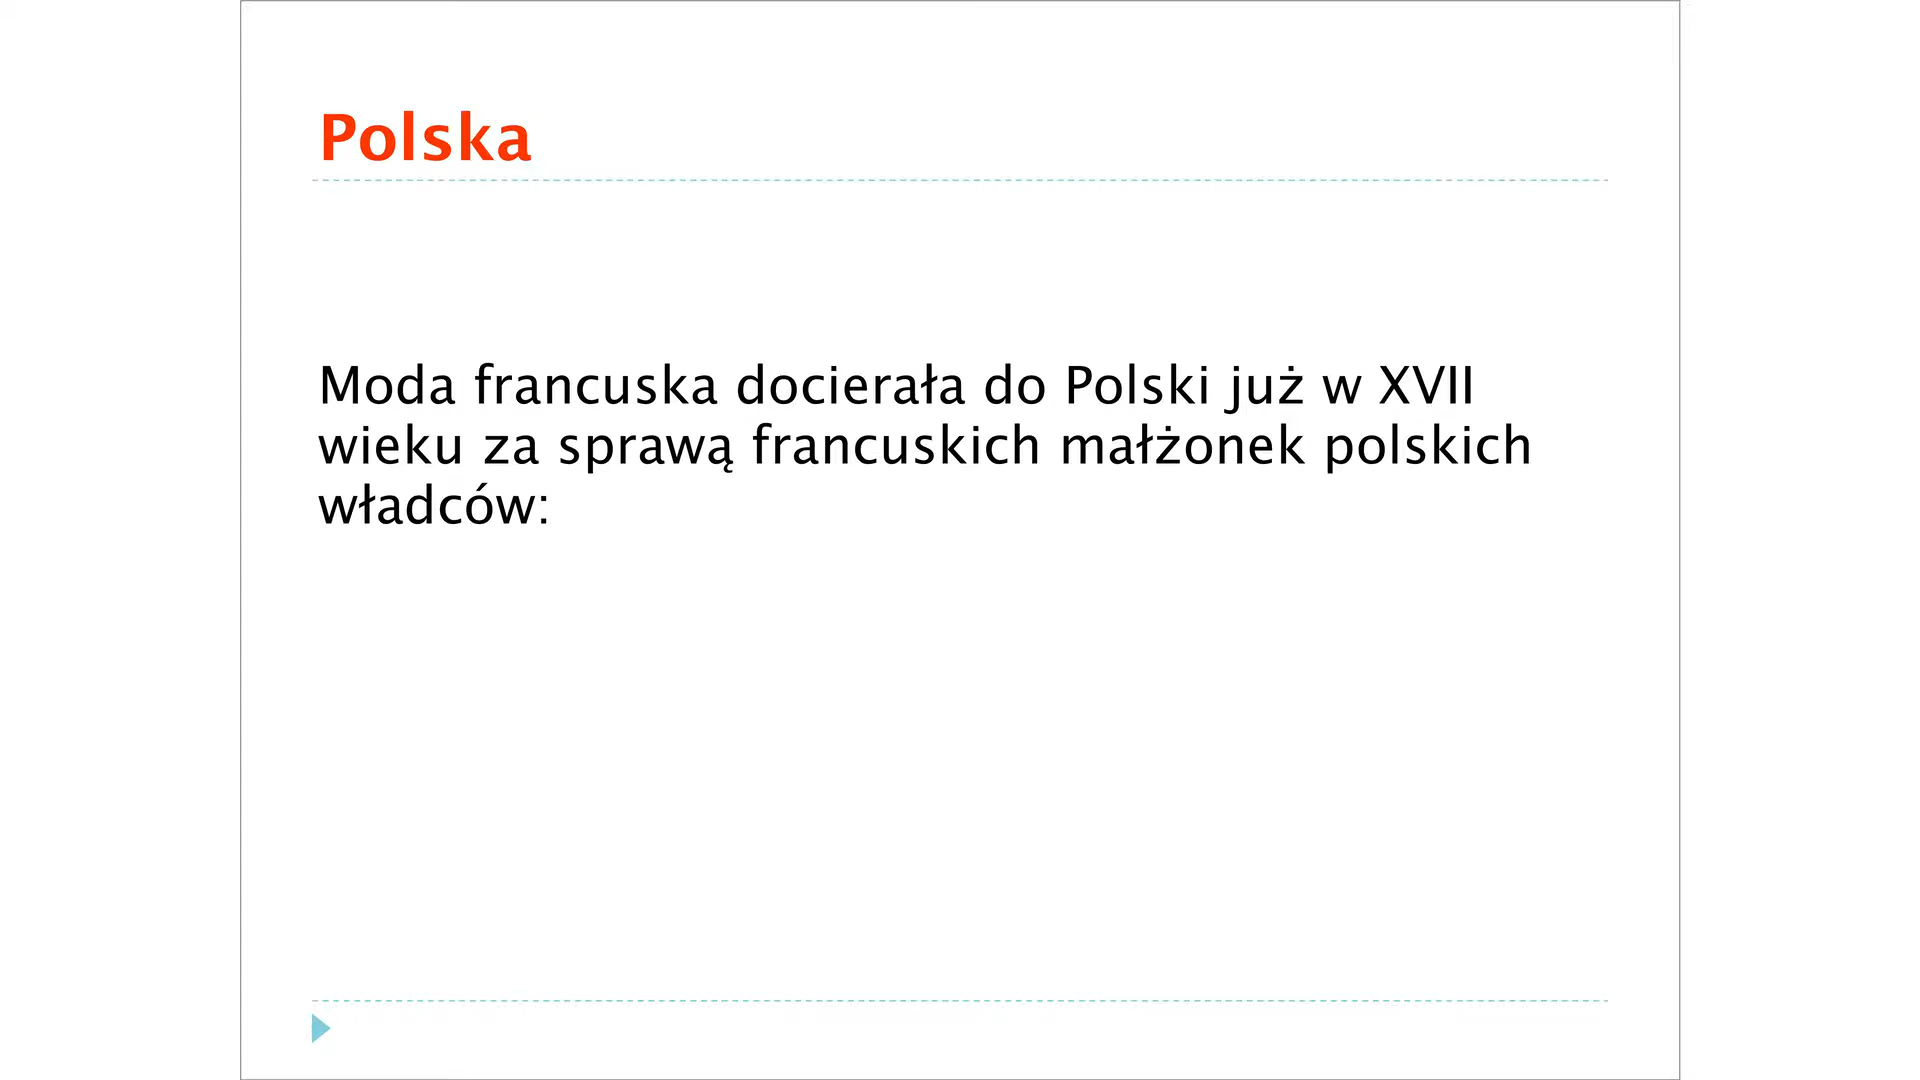 Polska
Moda francuska docierała do Polski już w XVII
wieku za sprawą francuskich małżonek polskich
władców: